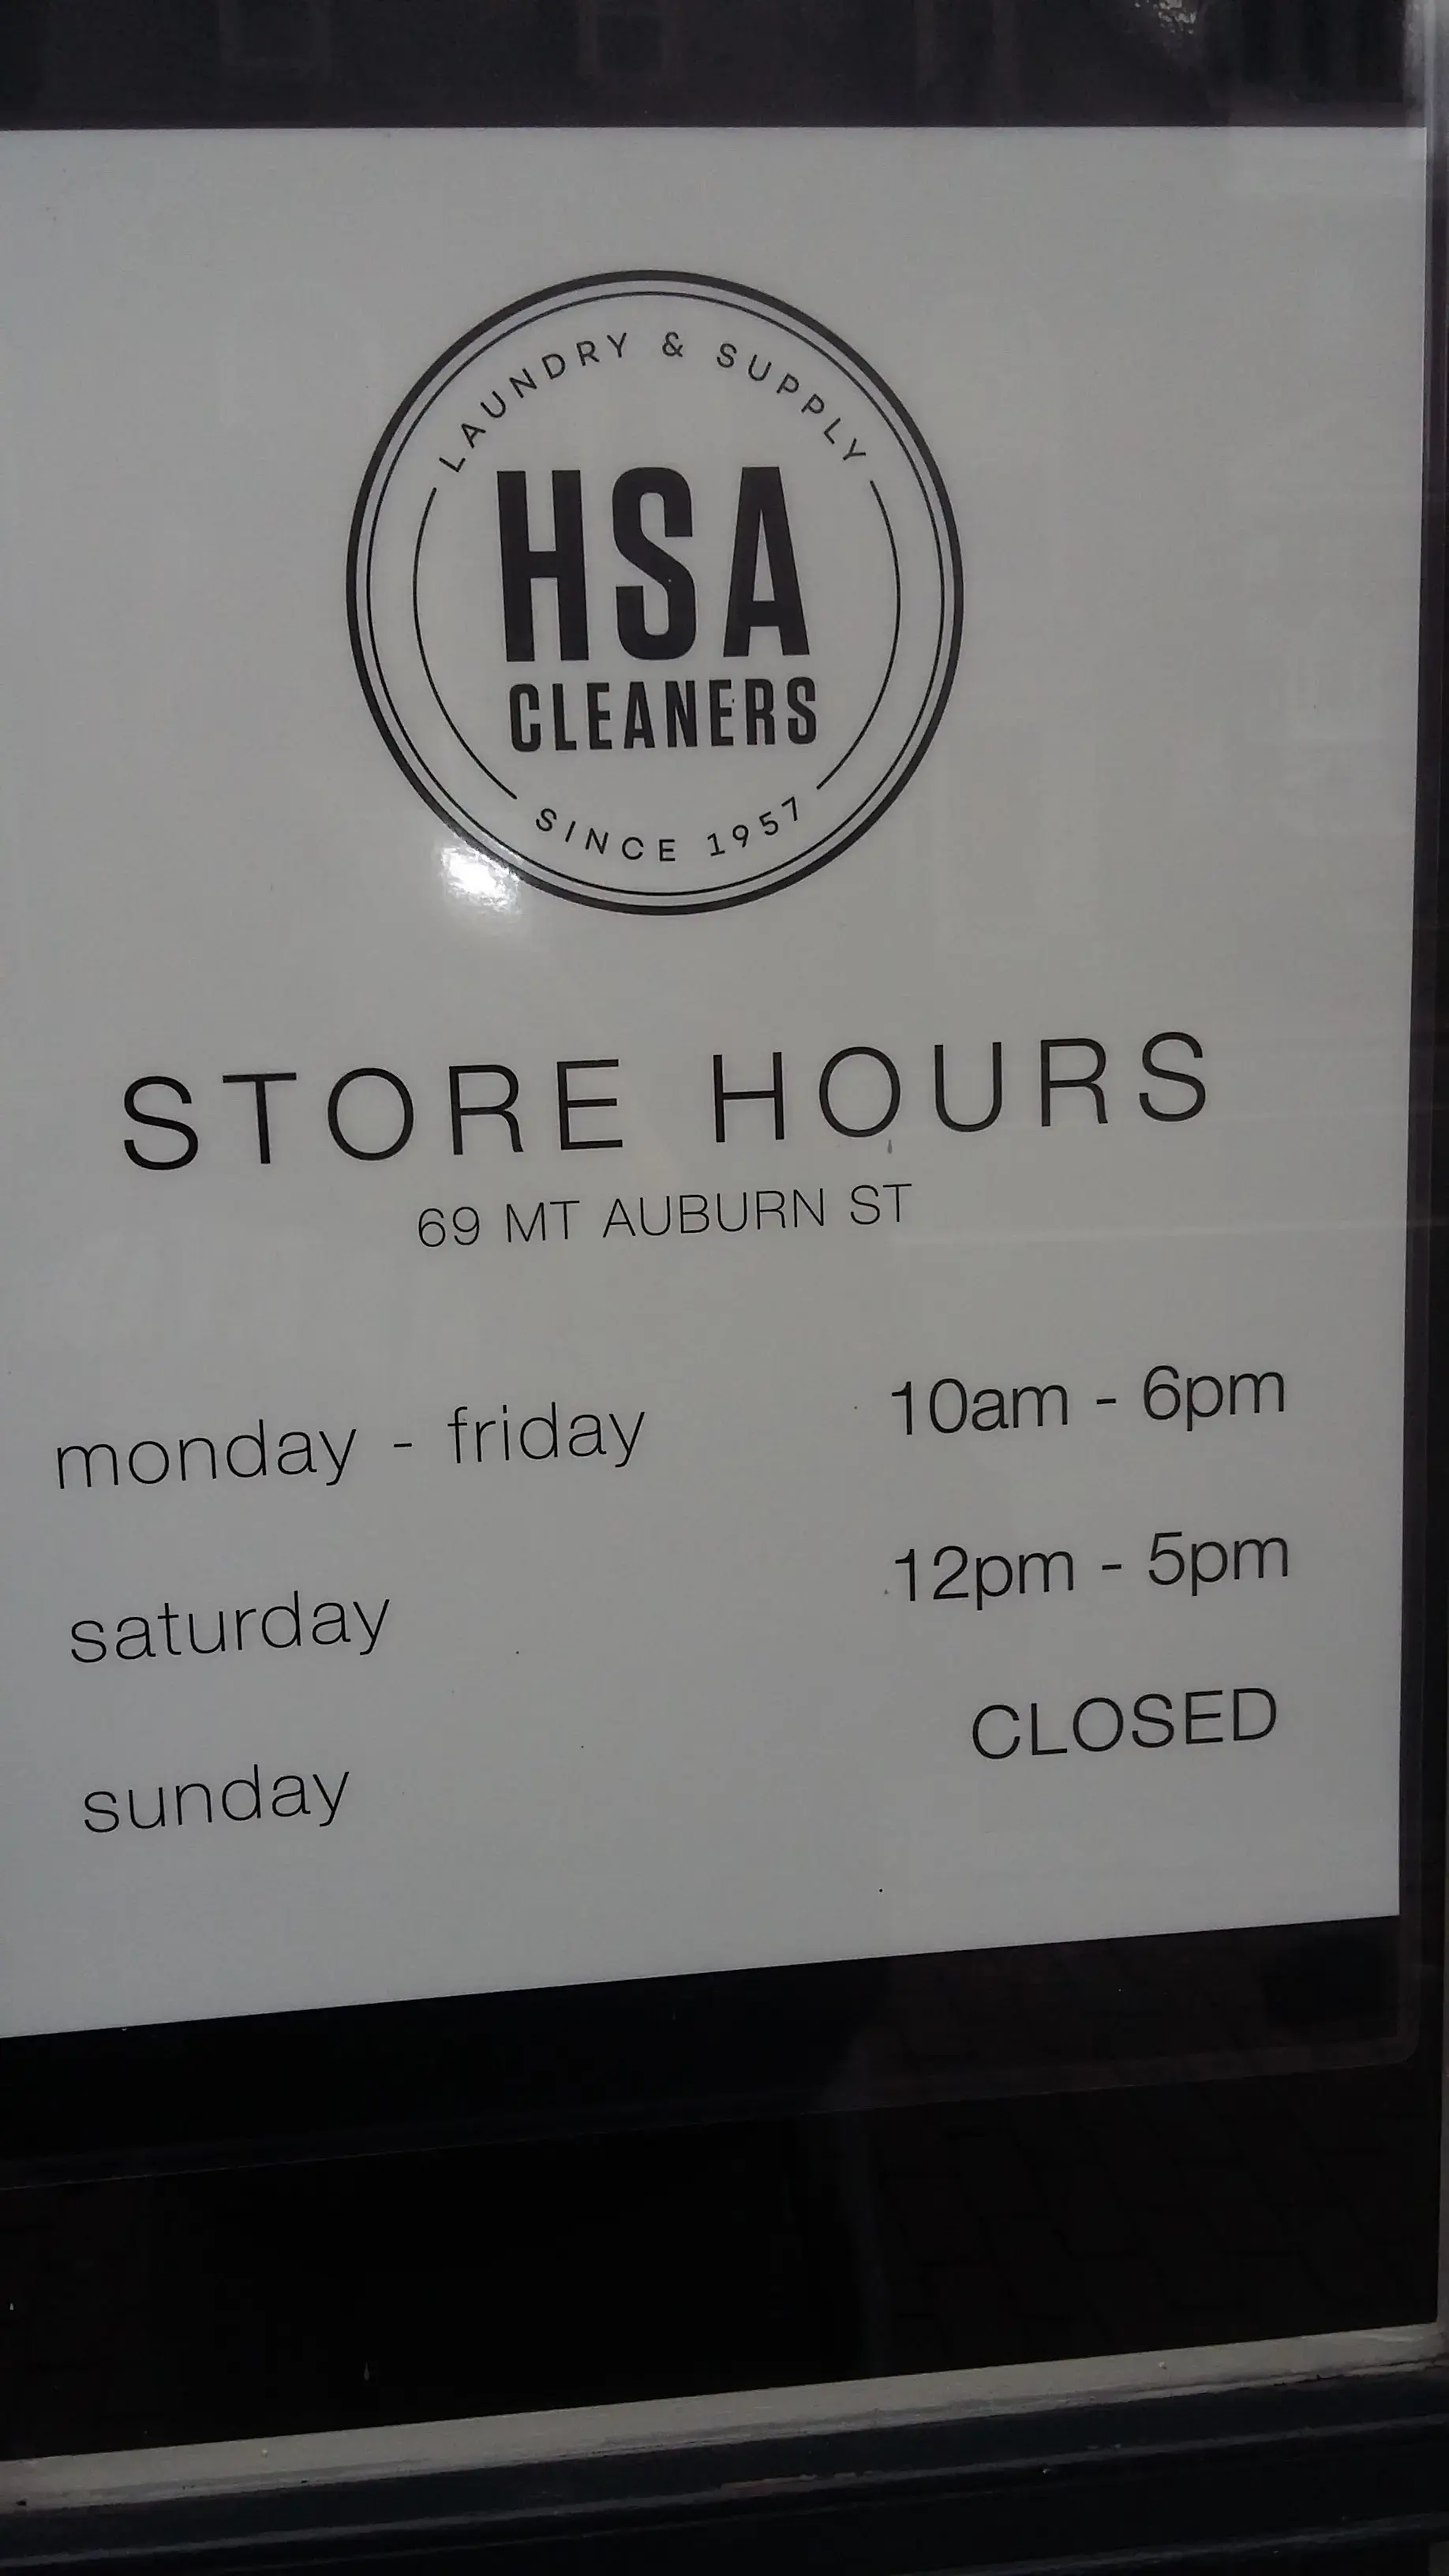 LAUNDRY & SUPPLY
HSA
CLEANERS
SINCE 1957
STORE HOURS
69 MT AUBURN ST
monday - friday 10am - 6pm
saturday 12pm - 5pm
sunday CLOSED